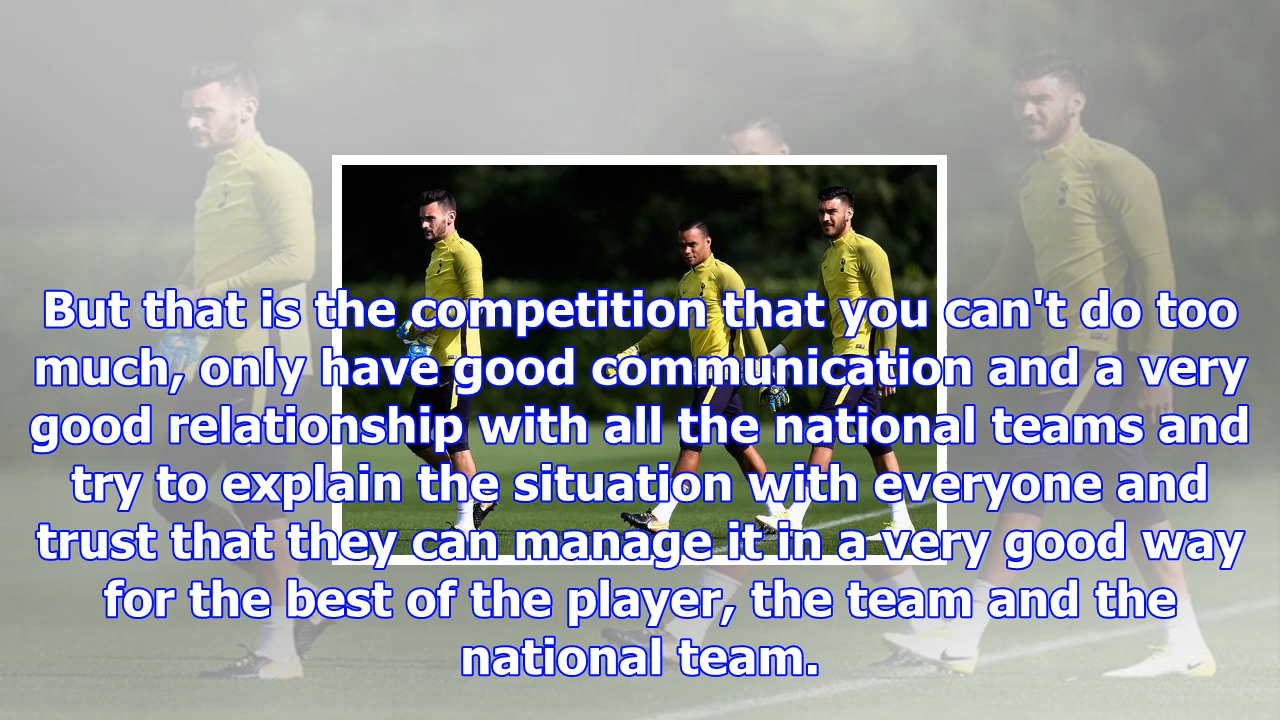 But that is the competition that you can't do too
much, only have good communication and a very
good relationship with all the national teams and
try to explain the situation with everyone and
trust that they can manage it in a very good way
for the best of the player, the team and the
national team.